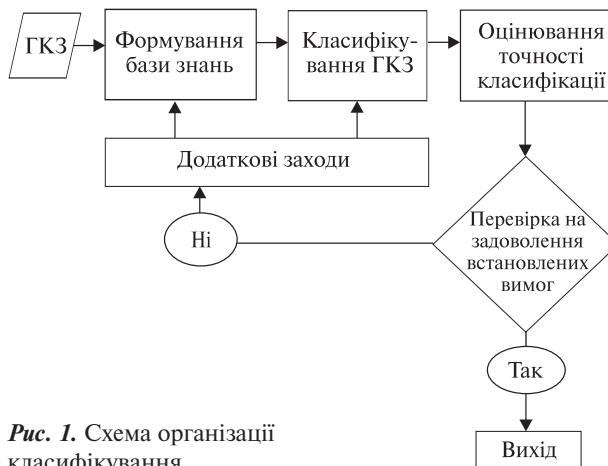 ГКЗ
Формування
бази знань
Класифіку-
вання ГКЗ
Оцінювання
точності
класифікації
Додаткові заходи
Ні
Перевірка на
задоволення
встановлених
вимог
Так
Вихід
Рис. 1. Схема організації
класифікування